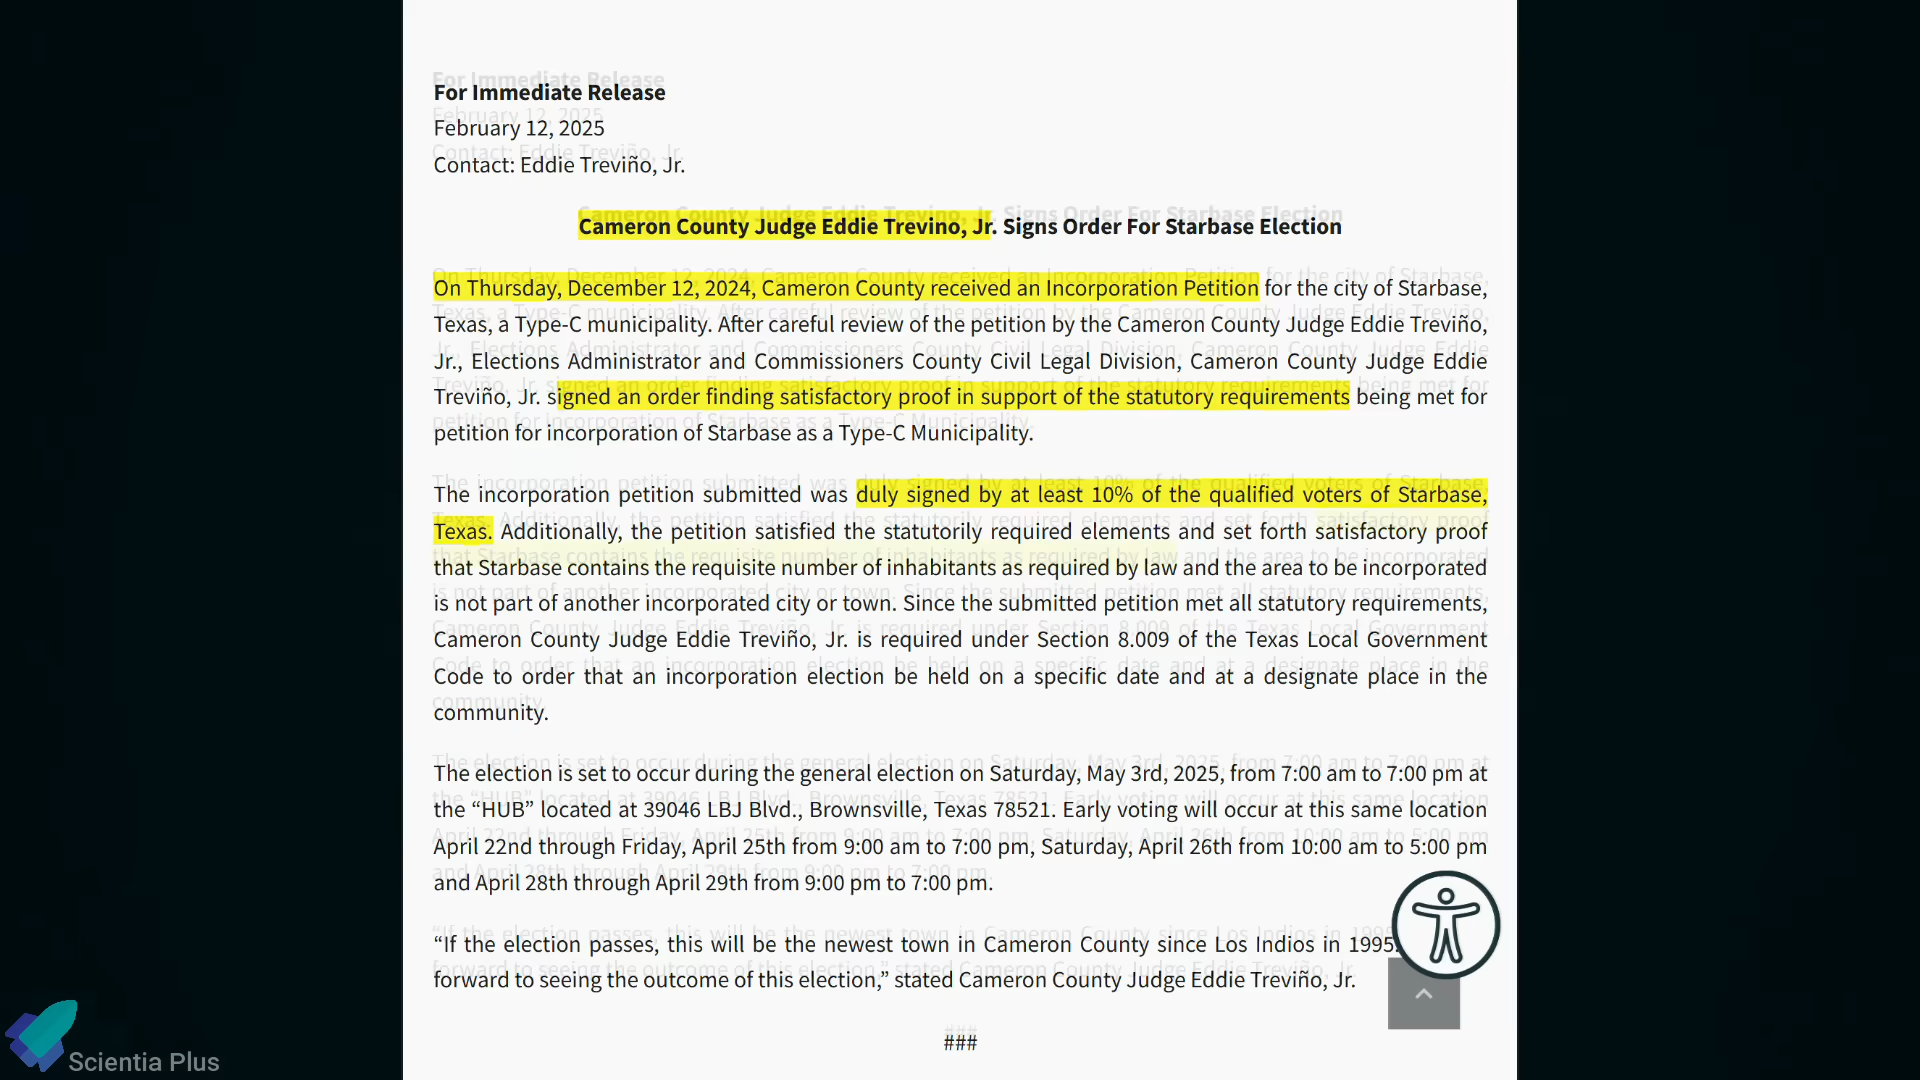 For Immediate Release
February 12, 2025
Contact: Eddie Treviño, Jr.
Cameron County Judge Eddie Trevino, Jr. Signs Order For Starbase Election
On Thursday, December 12, 2024, Cameron County received an Incorporation Petition for the city of Starbase,
Texas, a Type-C municipality. After careful review of the petition by the Cameron County Judge Eddie Treviño,
Jr., Elections Administrator and Commissioners County Civil Legal Division, Cameron County Judge Eddie
Treviño, Jr. signed an order finding satisfactory proof in support of the statutory requirements being met for
petition for incorporation of Starbase as a Type-C Municipality.
The incorporation petition submitted was duly signed by at least 10% of the qualified voters of Starbase,
Texas. Additionally, the petition satisfied the statutorily required elements and set forth satisfactory proof
that Starbase contains the requisite number of inhabitants as required by law and the area to be incorporated
is not part of another incorporated city or town. Since the submitted petition met all statutory requirements,
Cameron County Judge Eddie Treviño, Jr. is required under Section 8.009 of the Texas Local Government
Code to order that an incorporation election be held on a specific date and at a designate place in the
community.
The election is set to occur during the general election on Saturday, May 3rd, 2025, from 7:00 am to 7:00 pm at
the “HUB” located at 39046 LBJ Blvd., Brownsville, Texas 78521. Early voting will occur at this same location
April 22nd through Friday, April 25th from 9:00 am to 7:00 pm, Saturday, April 26th from 10:00 am to 5:00 pm
and April 28th through April 29th from 9:00 pm to 7:00 pm.
“If the election passes, this will be the newest town in Cameron County since Los Indios in 1995.
forward to seeing the outcome of this election,” stated Cameron County Judge Eddie Treviño, Jr.
###
Scientia Plus